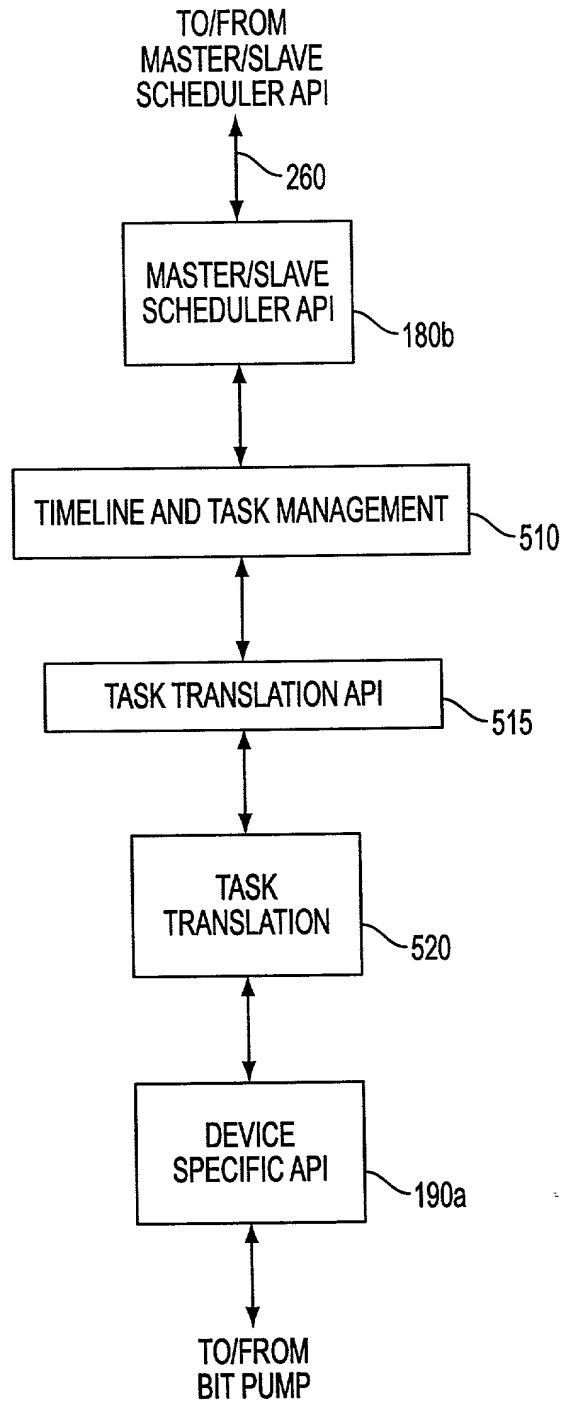 TO/FROM
MASTER/SLAVE
SCHEDULER API
260
MASTER/SLAVE
SCHEDULER API
180b
TIMELINE AND TASK MANAGEMENT
510
TASK TRANSLATION API
515
TASK
TRANSLATION
520
DEVICE
SPECIFIC API
190a
TO/FROM
BIT PUMP